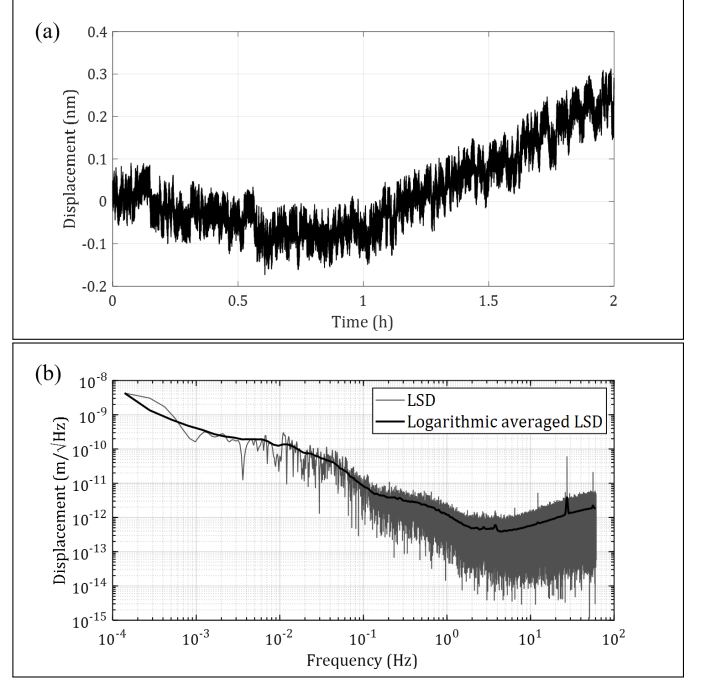 (a)
Displacement (nm)
0.4
0.3
0.2
0.1
0
-0.1
-0.2
0 0.5 1 1.5 2
Time (h)
(b)
Displacement (m/√Hz)
10⁻⁸
10⁻⁹
10⁻¹⁰
10⁻¹¹
10⁻¹²
10⁻¹³
10⁻¹⁴
10⁻¹⁵
LSD
Logarithmic averaged LSD
10⁻⁴ 10⁻³ 10⁻² 10⁻¹ 10⁰ 10¹ 10²
Frequency (Hz)